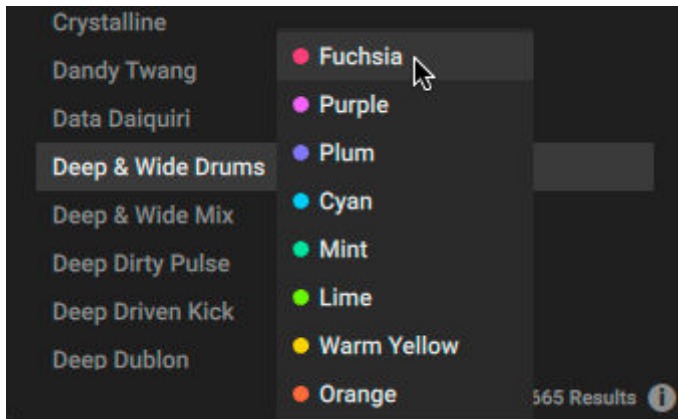 Crystalline
Dandy Twang
Data Daiquiri
Deep & Wide Drums
Deep & Wide Mix
Deep Dirty Pulse
Deep Driven Kick
Deep Dublon
Fuchsia
Purple
Plum
Cyan
Mint
Lime
Warm Yellow
Orange
665 Results